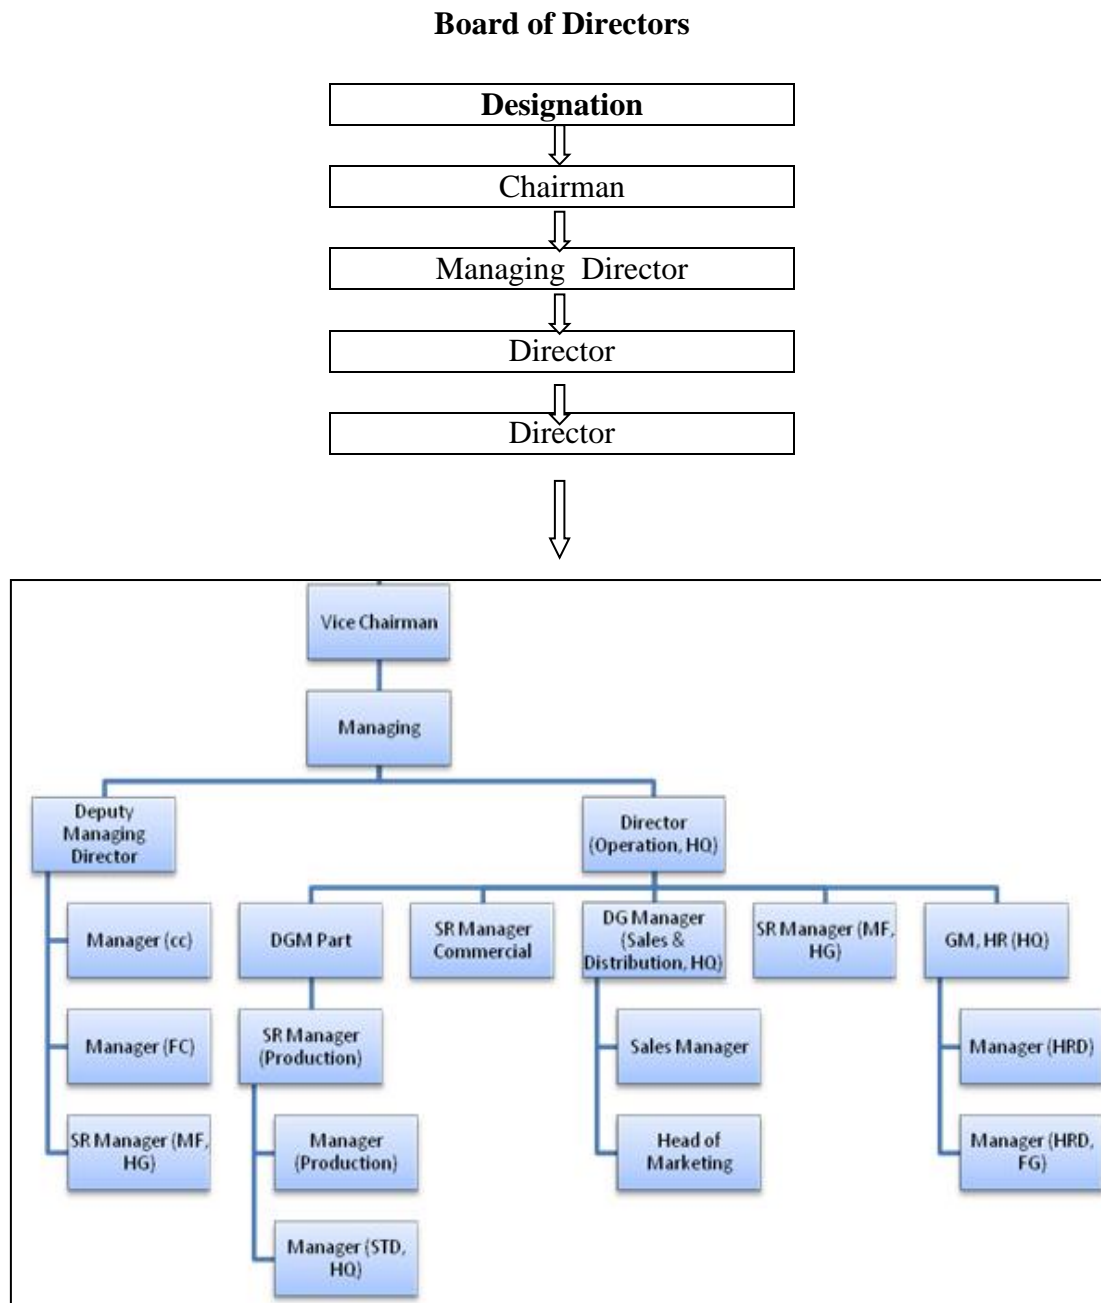 Board of Directors
Designation
Chairman
Managing Director
Director
Director
Vice Chairman
Managing
Deputy
Managing
Director
Director
(Operation, HQ)
Manager (cc)
DGM Part
SR Manager
Commercial
DG Manager
(Sales &
Distribution, HQ)
SR Manager (MF,
HG)
GM, HR (HQ)
Manager (FC)
SR Manager
(Production)
Sales Manager
Manager (HRD)
SR Manager (MF,
HG)
Manager
(Production)
Head of
Marketing
Manager (HRD,
FG)
Manager (STD,
HQ)